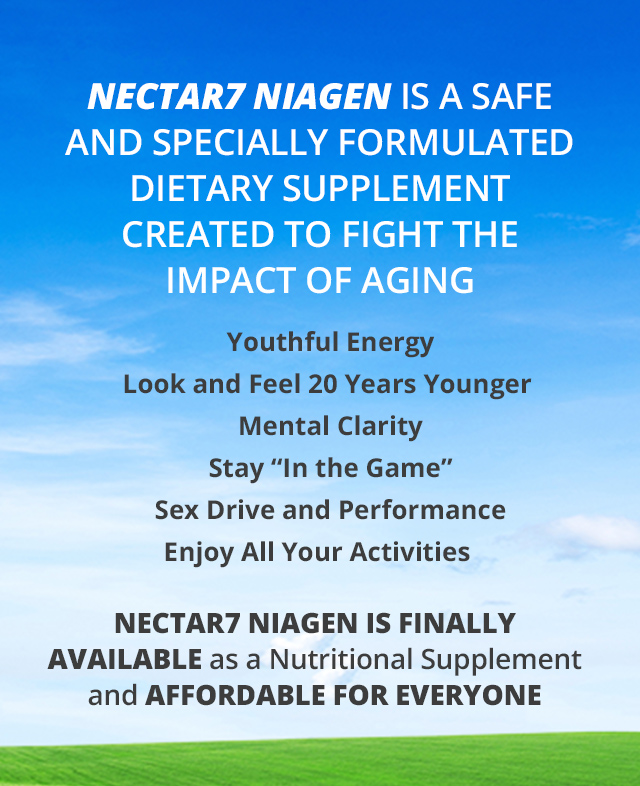 NECTAR7 NIAGEN IS A SAFE
AND SPECIALLY FORMULATED
DIETARY SUPPLEMENT
CREATED TO FIGHT THE
IMPACT OF AGING
Youthful Energy
Look and Feel 20 Years Younger
Mental Clarity
Stay “In the Game”
Sex Drive and Performance
Enjoy All Your Activities
NECTAR7 NIAGEN IS FINALLY
AVAILABLE as a Nutritional Supplement
and AFFORDABLE FOR EVERYONE